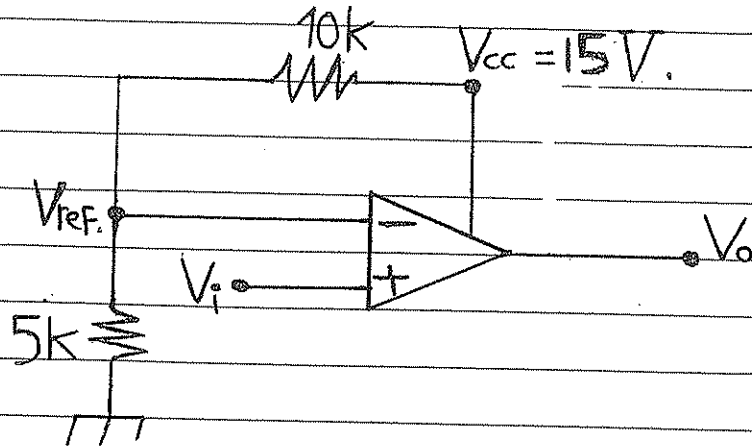 10k
Vcc = 15 V.
Vref.
−
Vi
+
Vo
5k